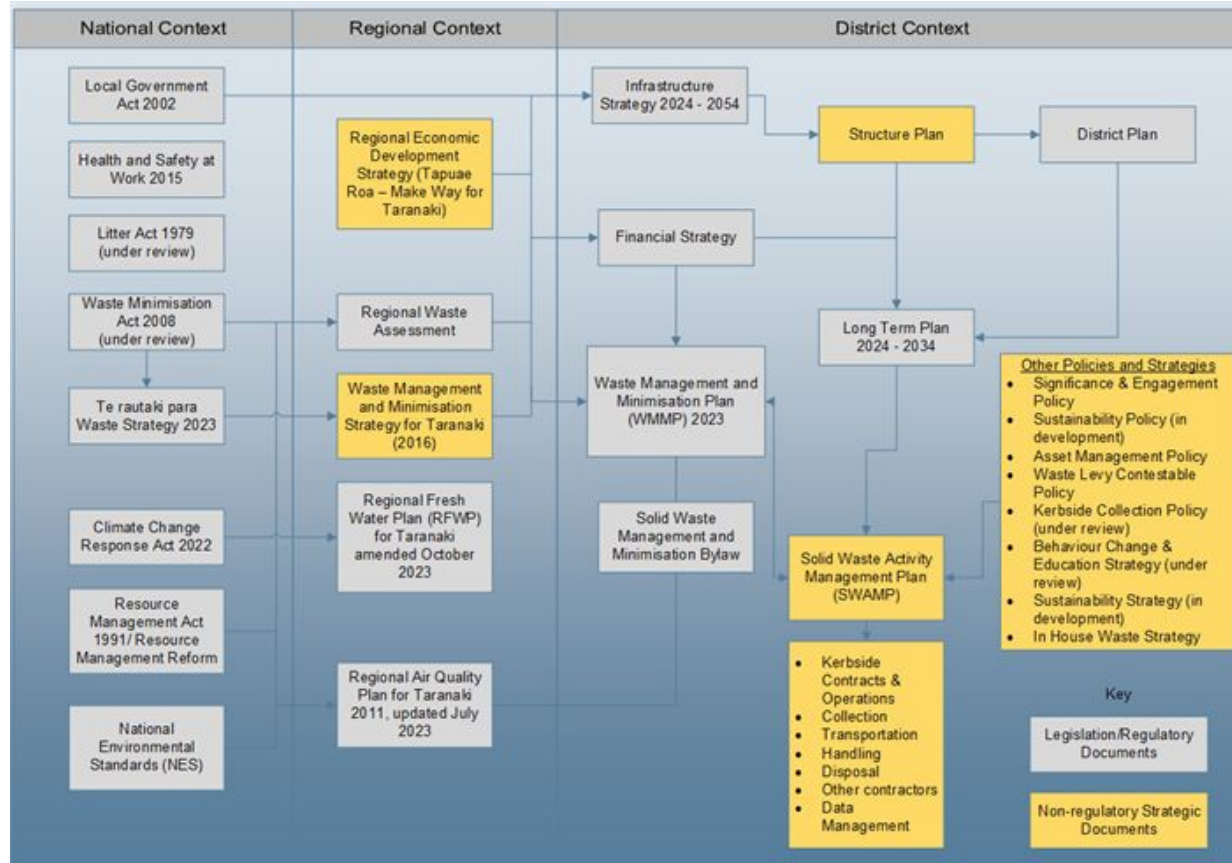 National Context
Regional Context
District Context
Local Government
Act 2002
Health and Safety at
Work 2015
Litter Act 1979
(under review)
Waste Minimisation
Act 2008
(under review)
Te rautaki para
Waste Strategy 2023
Climate Change
Response Act 2022
Resource
Management Act
1991/ Resource
Management Reform
National
Environmental
Standards (NES)
Regional Economic
Development
Strategy (Tapuae
Roa – Make Way for
Taranaki)
Regional Waste
Assessment
Waste Management
and Minimisation
Strategy for Taranaki
(2016)
Regional Fresh
Water Plan (RFWP)
for Taranaki
amended October
2023
Regional Air Quality
Plan for Taranaki
2011, updated July
2023
Infrastructure
Strategy 2024 - 2054
Structure Plan
District Plan
Financial Strategy
Long Term Plan
2024 - 2034
Waste Management and
Minimisation Plan
(WMMP) 2023
Solid Waste
Management and
Minimisation Bylaw
Solid Waste Activity
Management Plan
(SWAMP)
• Kerbside
Contracts &
Operations
• Collection
• Transportation
• Handling
• Disposal
• Other contractors
• Data
Management
Other Policies and Strategies
• Significance & Engagement
Policy
• Sustainability Policy (in
development)
• Asset Management Policy
• Waste Levy Contestable
Policy
• Kerbside Collection Policy
(under review)
• Behaviour Change &
Education Strategy (under
review)
• Sustainability Strategy (in
development)
• In House Waste Strategy
Key
Legislation/Regulatory
Documents
Non-regulatory Strategic
Documents